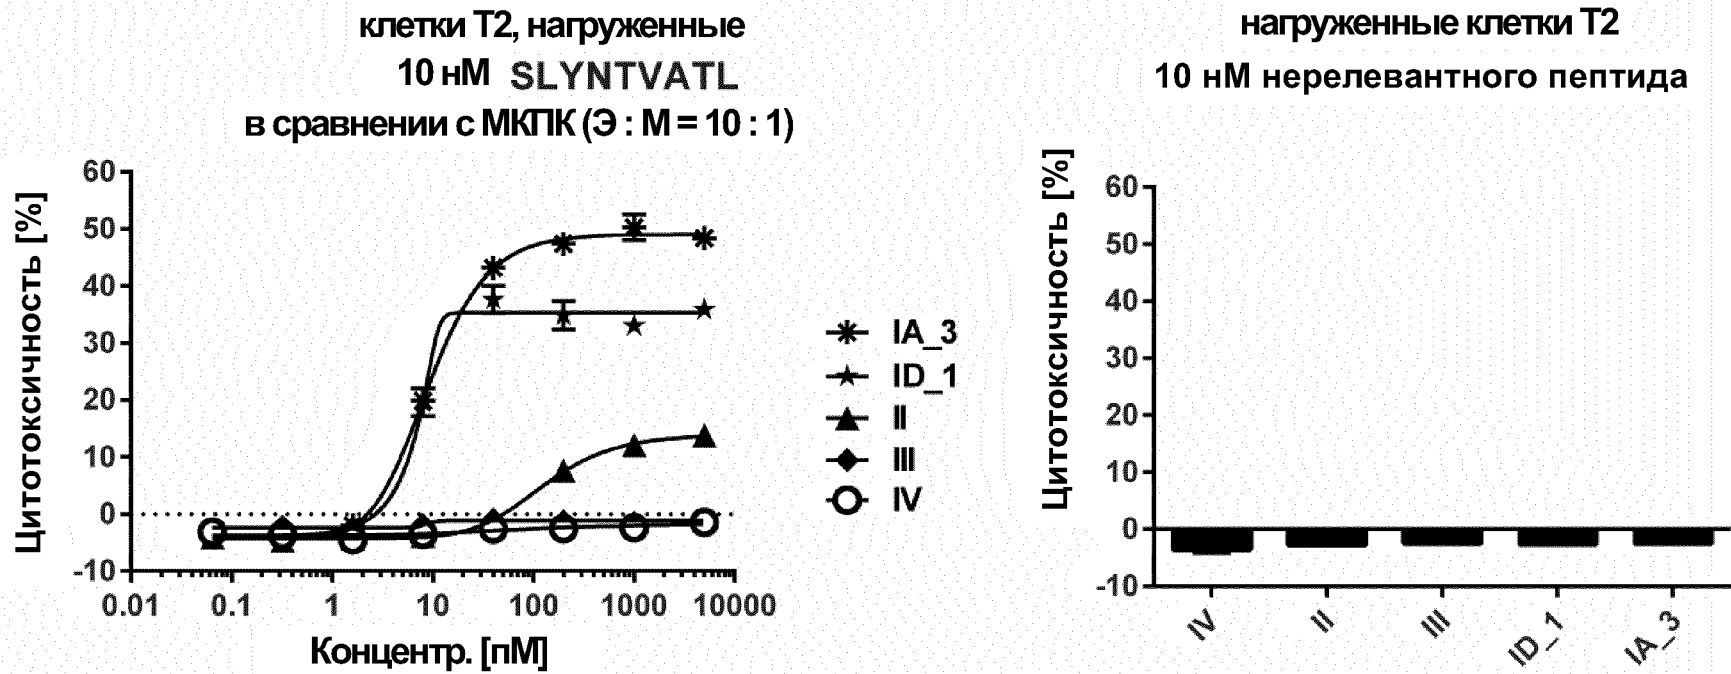 клетки Т2, нагруженные
10 нМ SLYNTVATL
в сравнении с МКПК (Э : М = 10 : 1)
Цитотоксичность [%]
60
50
40
30
20
10
0
-10
0.01 0.1 1 10 100 1000 10000
Концентр. [пМ]
IA_3
ID_1
II
III
IV
нагруженные клетки Т2
10 нМ нерелевантного пептида
Цитотоксичность [%]
60
50
40
30
20
10
0
-10
IV II III ID_1 IA_3